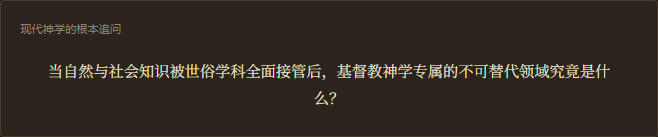 现代神学的根本追问
当自然与社会知识被世俗学科全面接管后，基督教神学专属的不可替代领域究竟是什
么？